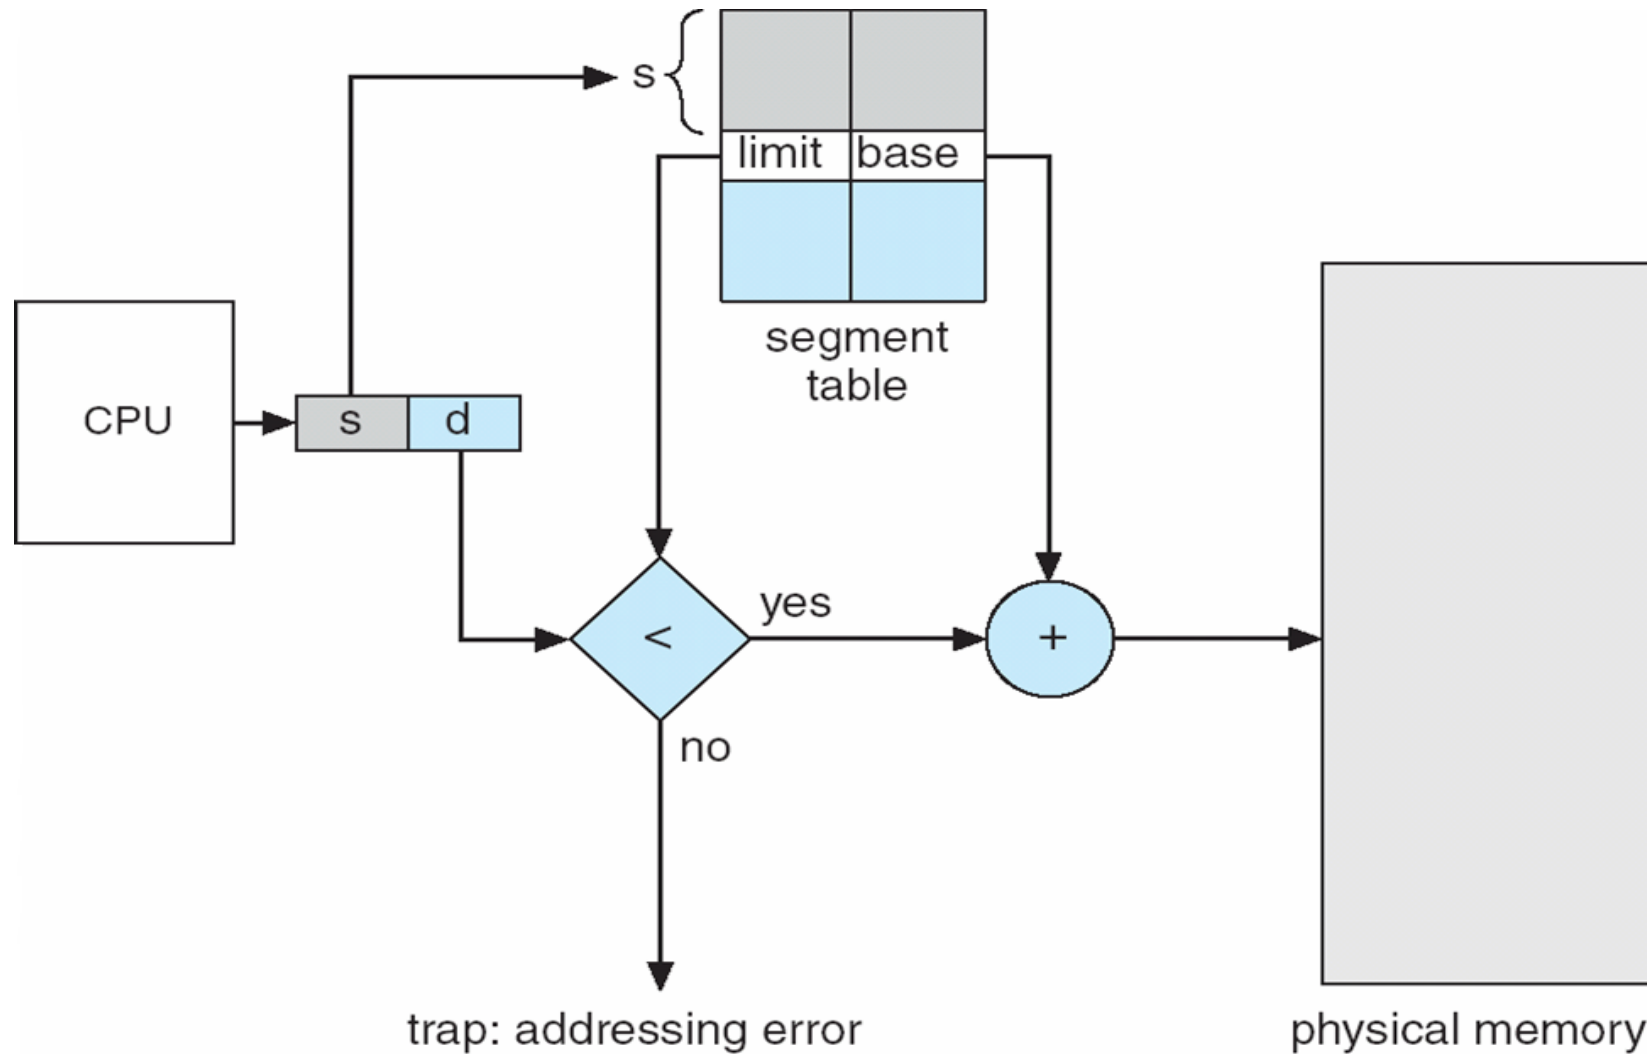 s
limit base
segment
table
CPU
s d
yes
<
+
no
trap: addressing error
physical memory